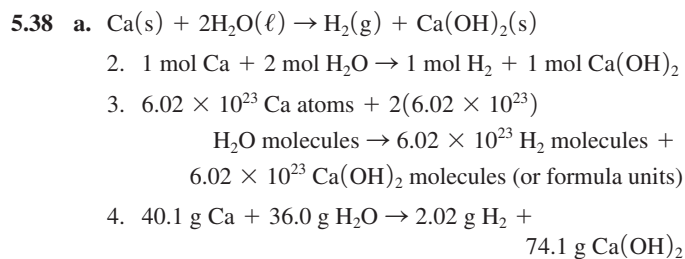 5.38 a. Ca(s) + 2H₂O(ℓ) → H₂(g) + Ca(OH)₂(s)
2. 1 mol Ca + 2 mol H₂O → 1 mol H₂ + 1 mol Ca(OH)₂
3. 6.02 × 10²³ Ca atoms + 2(6.02 × 10²³)
H₂O molecules → 6.02 × 10²³ H₂ molecules +
6.02 × 10²³ Ca(OH)₂ molecules (or formula units)
4. 40.1 g Ca + 36.0 g H₂O → 2.02 g H₂ +
74.1 g Ca(OH)₂